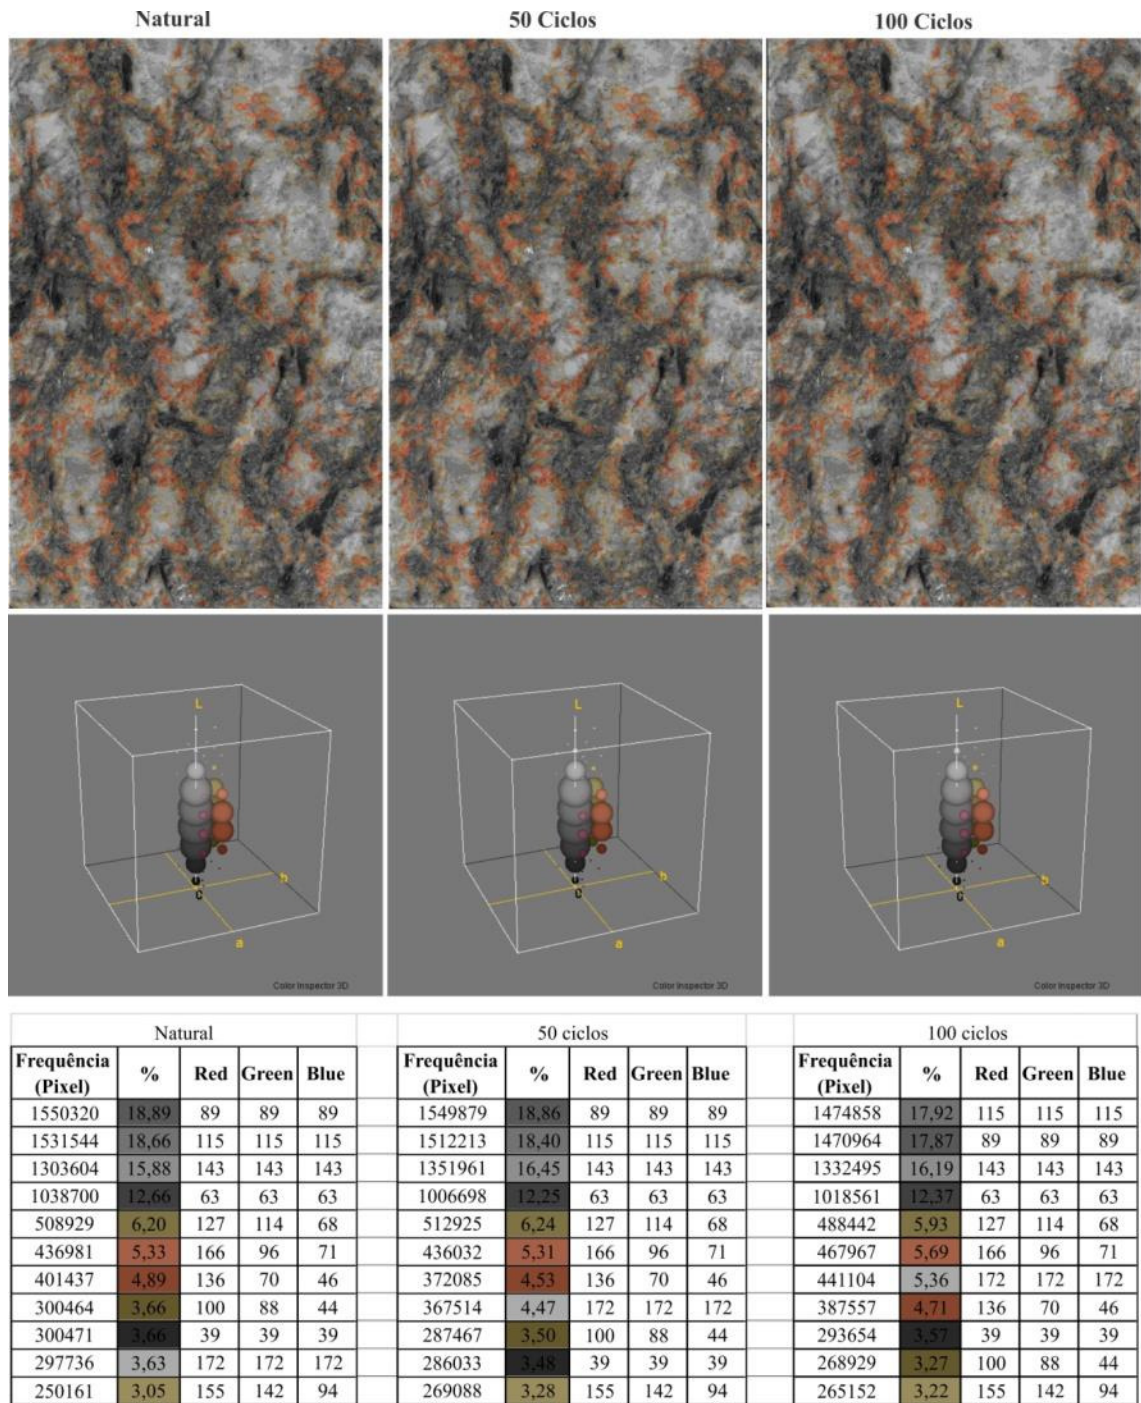 Natural 50 Ciclos 100 Ciclos
L L L
b b b
a a a
Color Inspector 3D Color Inspector 3D Color Inspector 3D
Natural 50 ciclos 100 ciclos
Frequência (Pixel) % Red Green Blue Frequência (Pixel) % Red Green Blue Frequência (Pixel) % Red Green Blue
1550320 18,89 89 89 89 1549879 18,86 89 89 89 1474858 17,92 115 115 115
1531544 18,66 115 115 115 1512213 18,40 115 115 115 1470964 17,87 89 89 89
1303604 15,88 143 143 143 1351961 16,45 143 143 143 1332495 16,19 143 143 143
1038700 12,66 63 63 63 1006698 12,25 63 63 63 1018561 12,37 63 63 63
508929 6,20 127 114 68 512925 6,24 127 114 68 488442 5,93 127 114 68
436981 5,33 166 96 71 436032 5,31 166 96 71 467967 5,69 166 96 71
401437 4,89 136 70 46 372085 4,53 136 70 46 441104 5,36 172 172 172
300464 3,66 100 88 44 367514 4,47 172 172 172 387557 4,71 136 70 46
300471 3,66 39 39 39 287467 3,50 100 88 44 293654 3,57 39 39 39
297736 3,63 172 172 172 286033 3,48 39 39 39 268929 3,27 100 88 44
250161 3,05 155 142 94 269088 3,28 155 142 94 265152 3,22 155 142 94